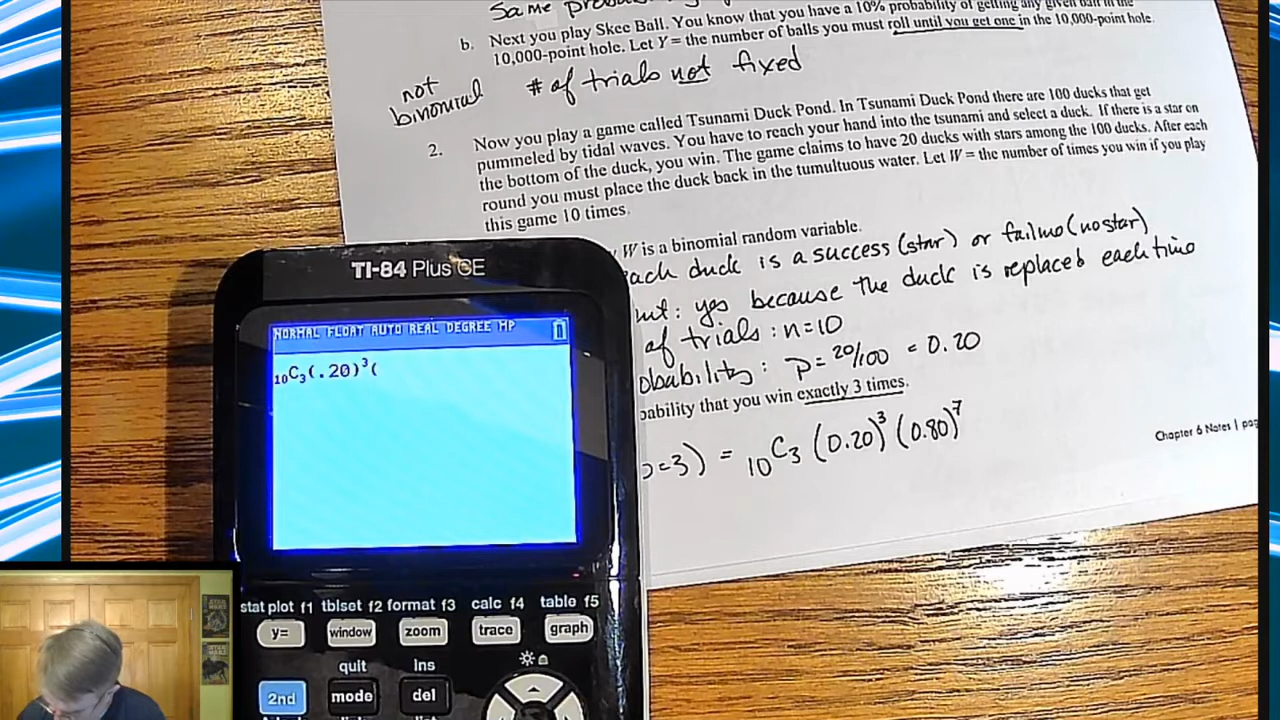 Same
b. Next you play Skee Ball. You know that you have a 10% probability of getting any given ball in the
10,000-point hole. Let Y = the number of balls you must roll until you get one in the 10,000-point hole.
not
binomial
# of trials not fixed
2. Now you play a game called Tsunami Duck Pond. In Tsunami Duck Pond there are 100 ducks that get
pummeled by tidal waves. You have to reach your hand into the tsunami and select a duck. If there is a star on
the bottom of the duck, you win. The game claims to have 20 ducks with stars among the 100 ducks. After each
round you must place the duck back in the tumultuous water. Let W = the number of times you win if you play
this game 10 times.
W is a binomial random variable.
each duck is a success (star) or failure (no star)
yes because the duck is replaced each time
of trials: n=10
p = 20/100 = 0.20
that you win exactly 3 times.
=3) = ₁₀C₃ (0.20)³ (0.80)⁷
Chapter 6 Notes |
TI-84 Plus CE
NORMAL FLOAT AUTO REAL DEGREE MP
₁₀C₃(.20)³(
stat plot f1 tblset f2 format f3 calc f4 table f5
y= window zoom trace graph
quit ins
2nd mode del